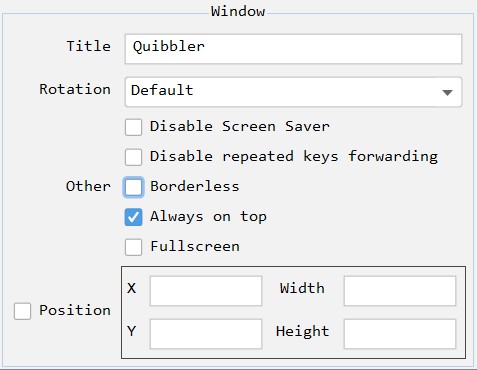 Window
Title Quibbler
Rotation Default
Disable Screen Saver
Disable repeated keys forwarding
Other Borderless
Always on top
Fullscreen
X Width
Position
Y Height